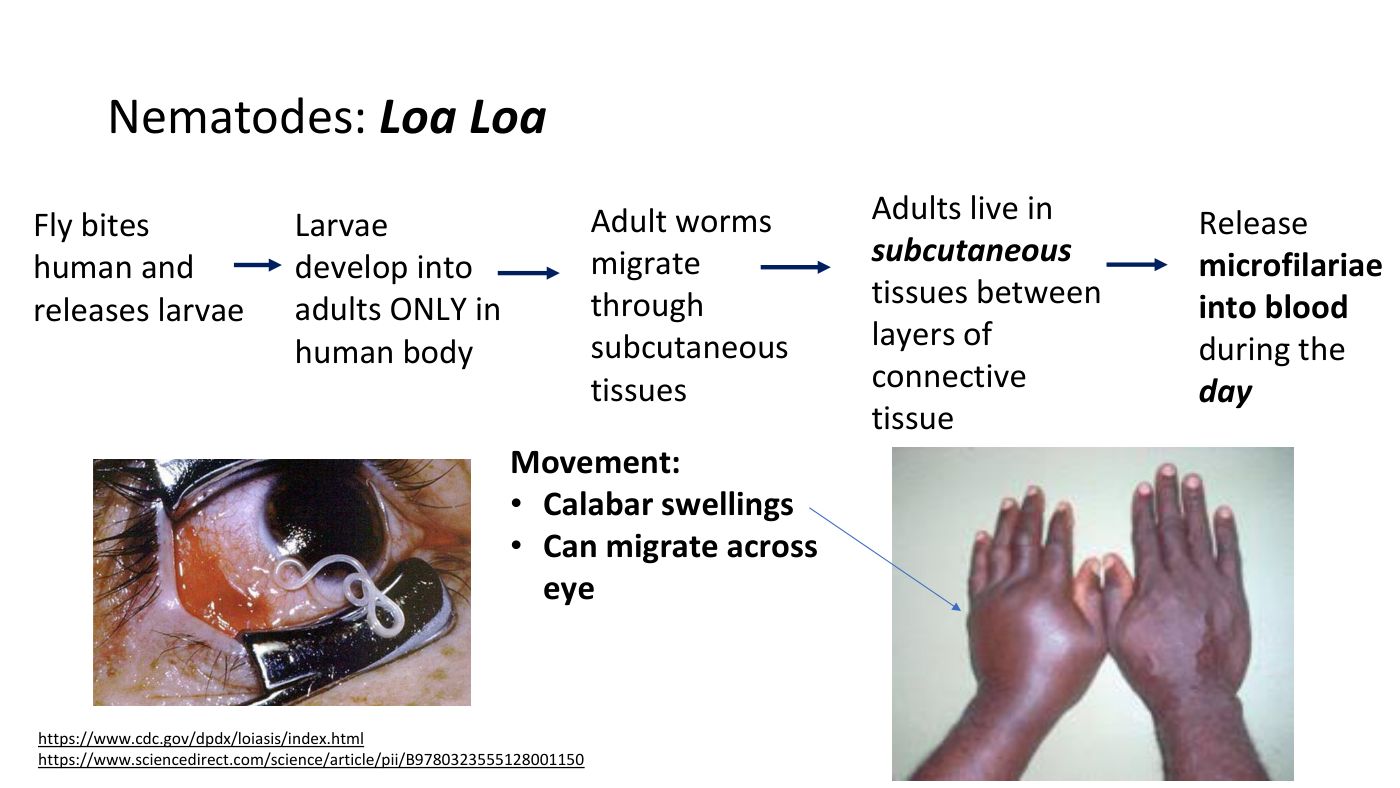 Nematodes: Loa Loa
Fly bites
human and
releases larvae
Larvae
develop into
adults ONLY in
human body
Adult worms
migrate
through
subcutaneous
tissues
Adults live in
subcutaneous
tissues between
layers of
connective
tissue
Release
microfilariae
into blood
during the
day
Movement:
• Calabar swellings
• Can migrate across
eye
https://www.cdc.gov/dpdx/loiasis/index.html
https://www.sciencedirect.com/science/article/pii/B9780323555128001150